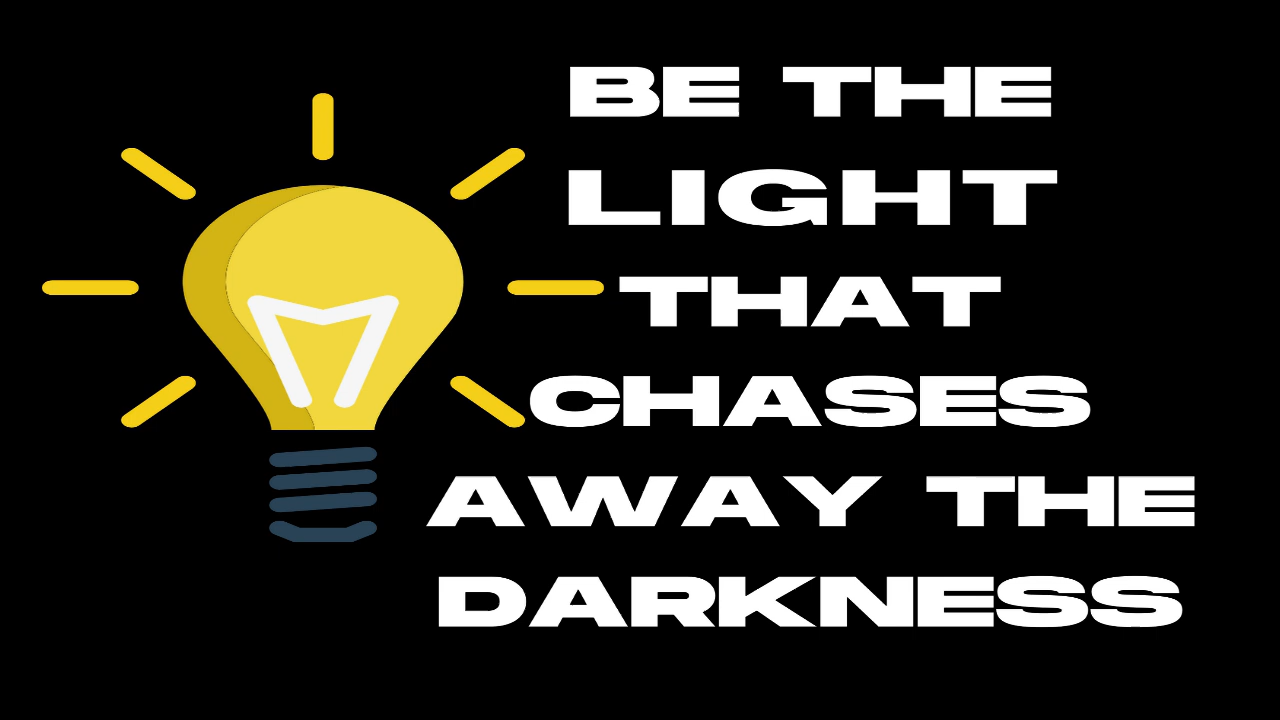 BE THE
LIGHT
THAT
CHASES
AWAY THE
DARKNESS